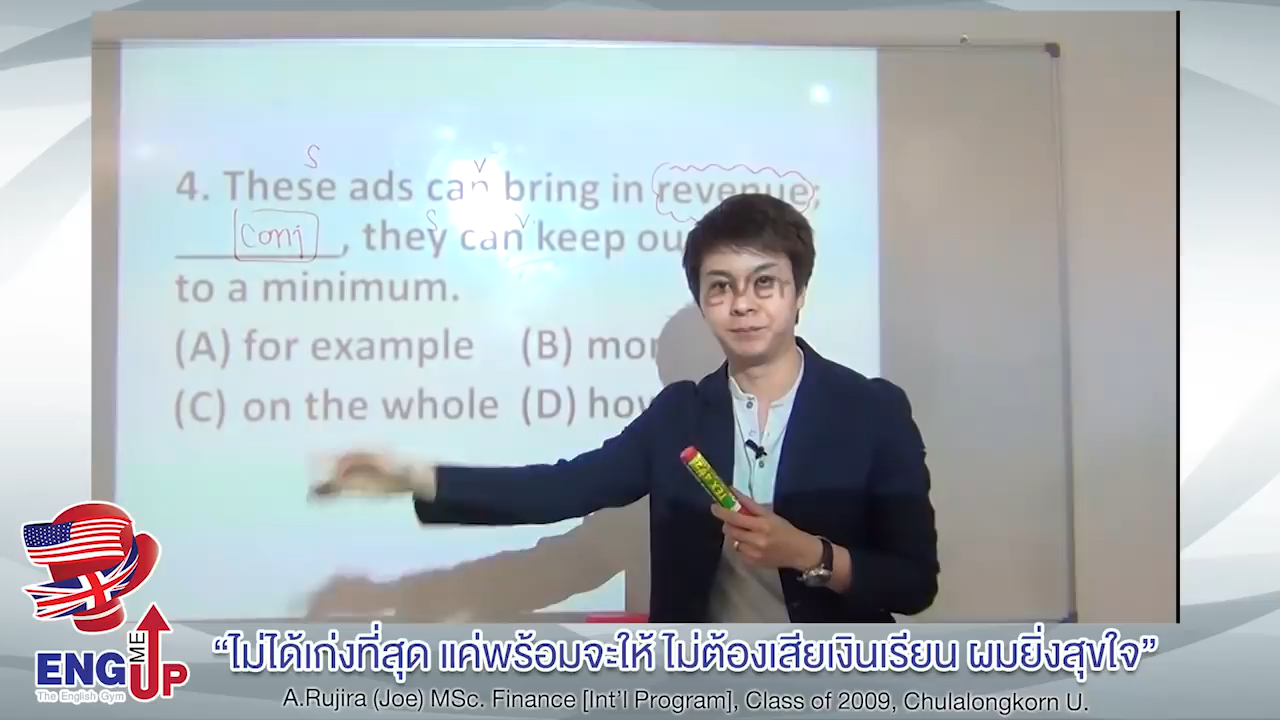 S V
4. These ads can bring in revenue;
conj , they can keep
S V
to a minimum.
(A) for example (B)
(C) on the whole (D)
ENG UP ME
The English Gym
“ไม่ได้เก่งที่สุด แค่พร้อมจะให้ ไม่ต้องเสียเงินเรียน ผมยิ่งสุขใจ”
A.Rujira (Joe) MSc. Finance [Int'l Program], Class of 2009, Chulalongkorn U.